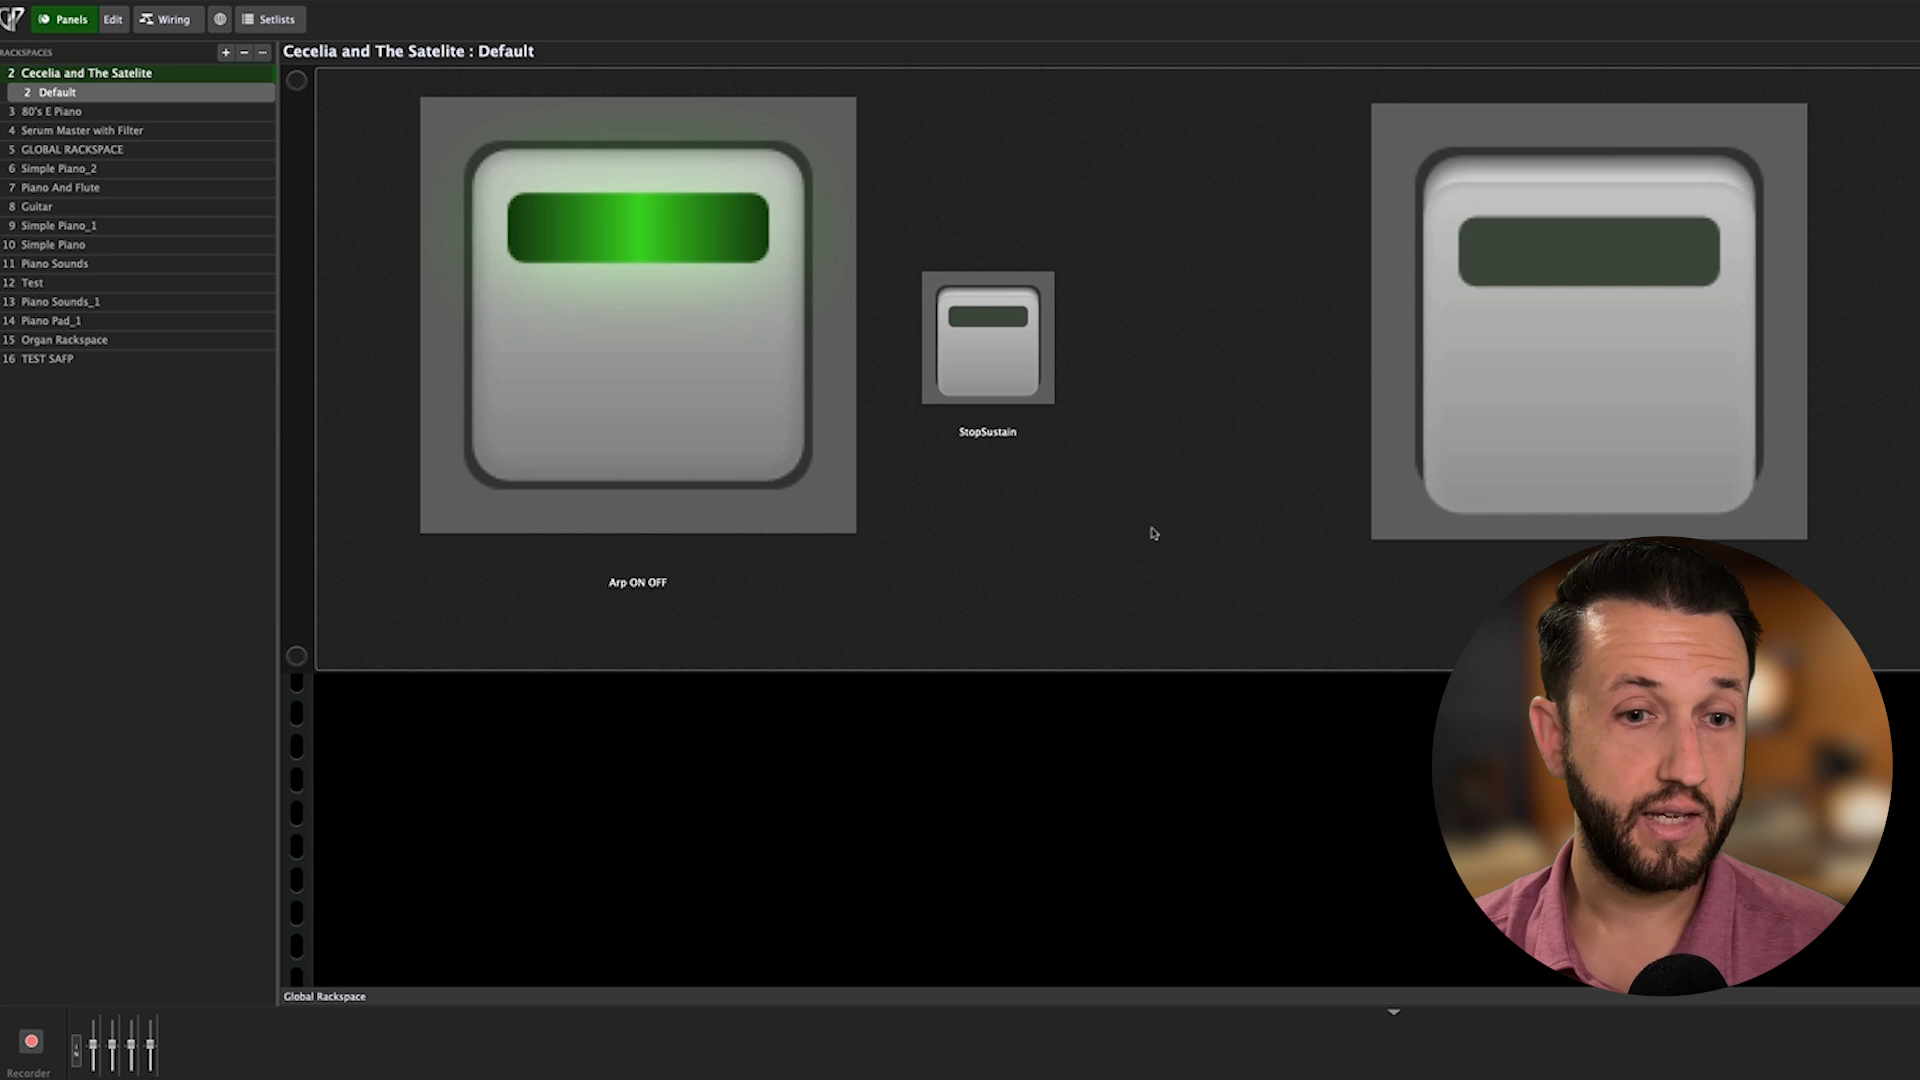 GP
Panels
Edit
Wiring
Setlists
RACKSPACES
+ − ...
Cecelia and The Satelite : Default
2 Cecelia and The Satelite
2 Default
3 80's E Piano
4 Serum Master with Filter
5 GLOBAL RACKSPACE
6 Simple Piano_2
7 Piano And Flute
8 Guitar
9 Simple Piano_1
10 Simple Piano
11 Piano Sounds
12 Test
13 Piano Sounds_1
14 Piano Pad_1
15 Organ Rackspace
16 TEST SAFP
StopSustain
Arp ON OFF
Global Rackspace
IN
Recorder